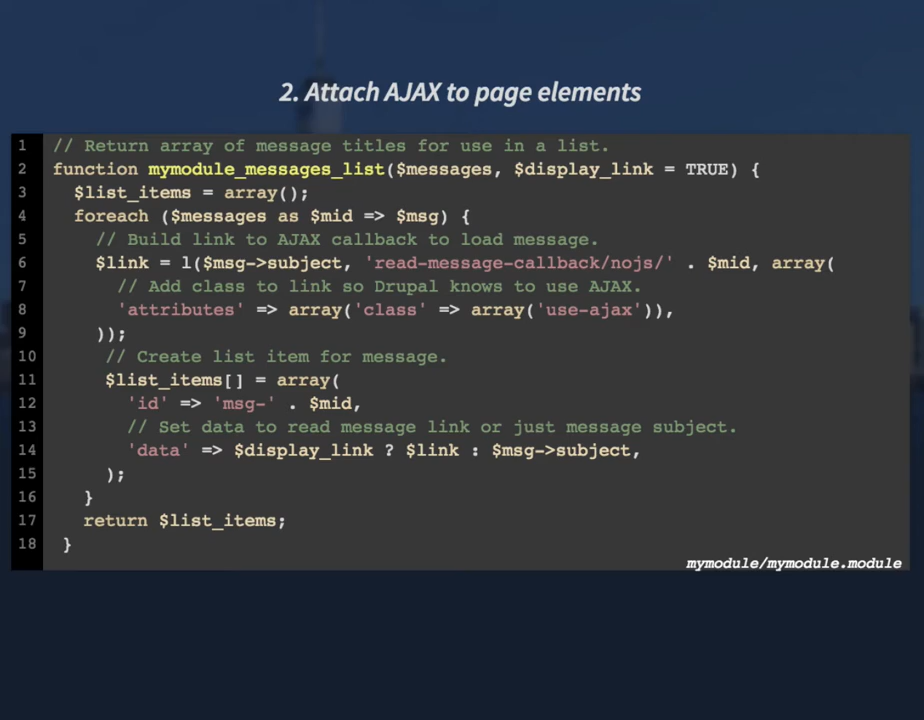 2. Attach AJAX to page elements
1 // Return array of message titles for use in a list.
2 function mymodule_messages_list($messages, $display_link = TRUE) {
3 $list_items = array();
4 foreach ($messages as $mid => $msg) {
5 // Build link to AJAX callback to load message.
6 $link = l($msg->subject, 'read-message-callback/nojs/' . $mid, array(
7 // Add class to link so Drupal knows to use AJAX.
8 'attributes' => array('class' => array('use-ajax')),
9 ));
10 // Create list item for message.
11 $list_items[] = array(
12 'id' => 'msg-' . $mid,
13 // Set data to read message link or just message subject.
14 'data' => $display_link ? $link : $msg->subject,
15 );
16 }
17 return $list_items;
18 }
mymodule/mymodule.module